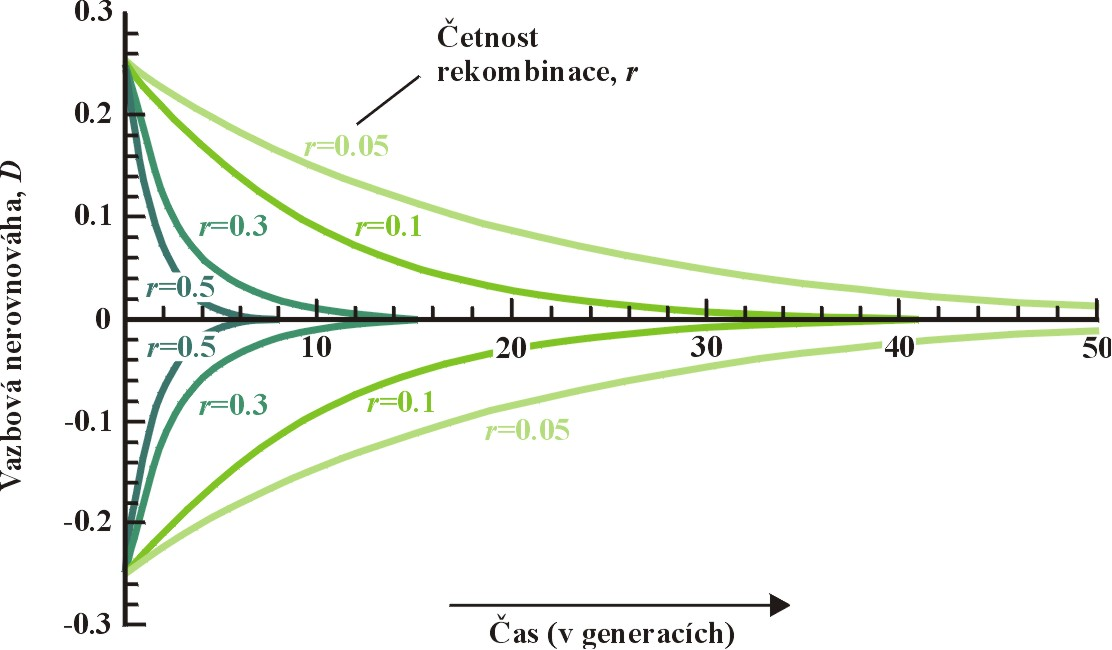 0.3
Četnost
rekombinace, r
0.2
r=0.05
0.1
r=0.3
r=0.1
Vazbová nerovnováha, D
r=0.5
0
10
20
30
40
50
r=0.5
r=0.3
r=0.1
-0.1
r=0.05
-0.2
-0.3
Čas (v generacích)